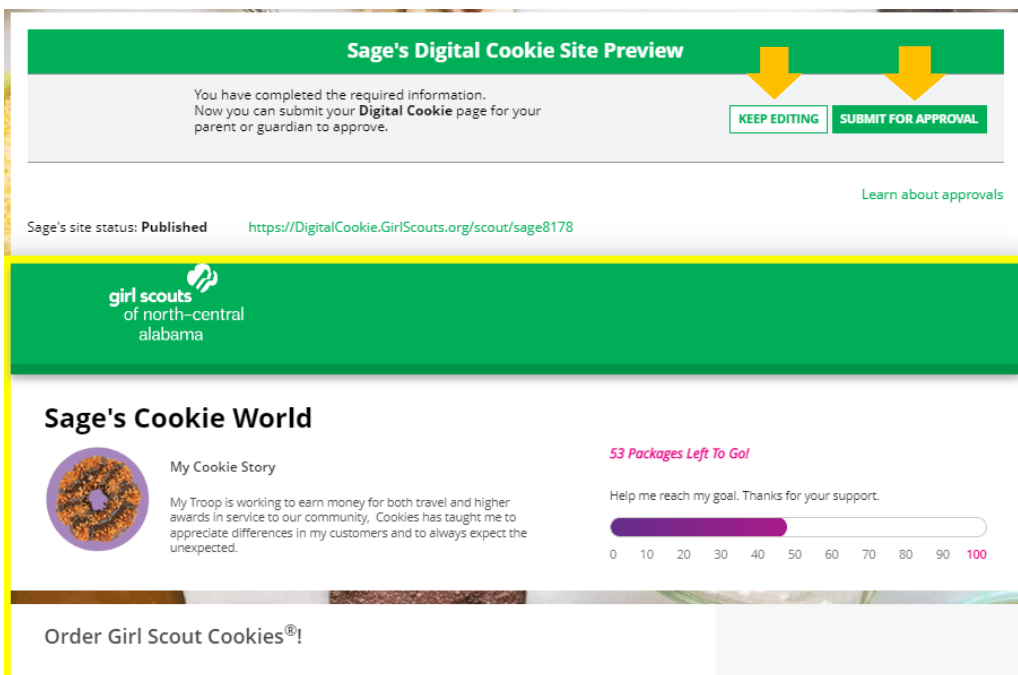 Sage's Digital Cookie Site Preview
You have completed the required information.
Now you can submit your Digital Cookie page for your
parent or guardian to approve.
KEEP EDITING
SUBMIT FOR APPROVAL
Learn about approvals
Sage's site status: Published https://DigitalCookie.GirlScouts.org/scout/sage8178
girl scouts
of north-central
alabama
Sage's Cookie World
My Cookie Story
My Troop is working to earn money for both travel and higher
awards in service to our community, Cookies has taught me to
appreciate differences in my customers and to always expect the
unexpected.
53 Packages Left To Go!
Help me reach my goal. Thanks for your support.
0 10 20 30 40 50 60 70 80 90 100
Order Girl Scout Cookies®!